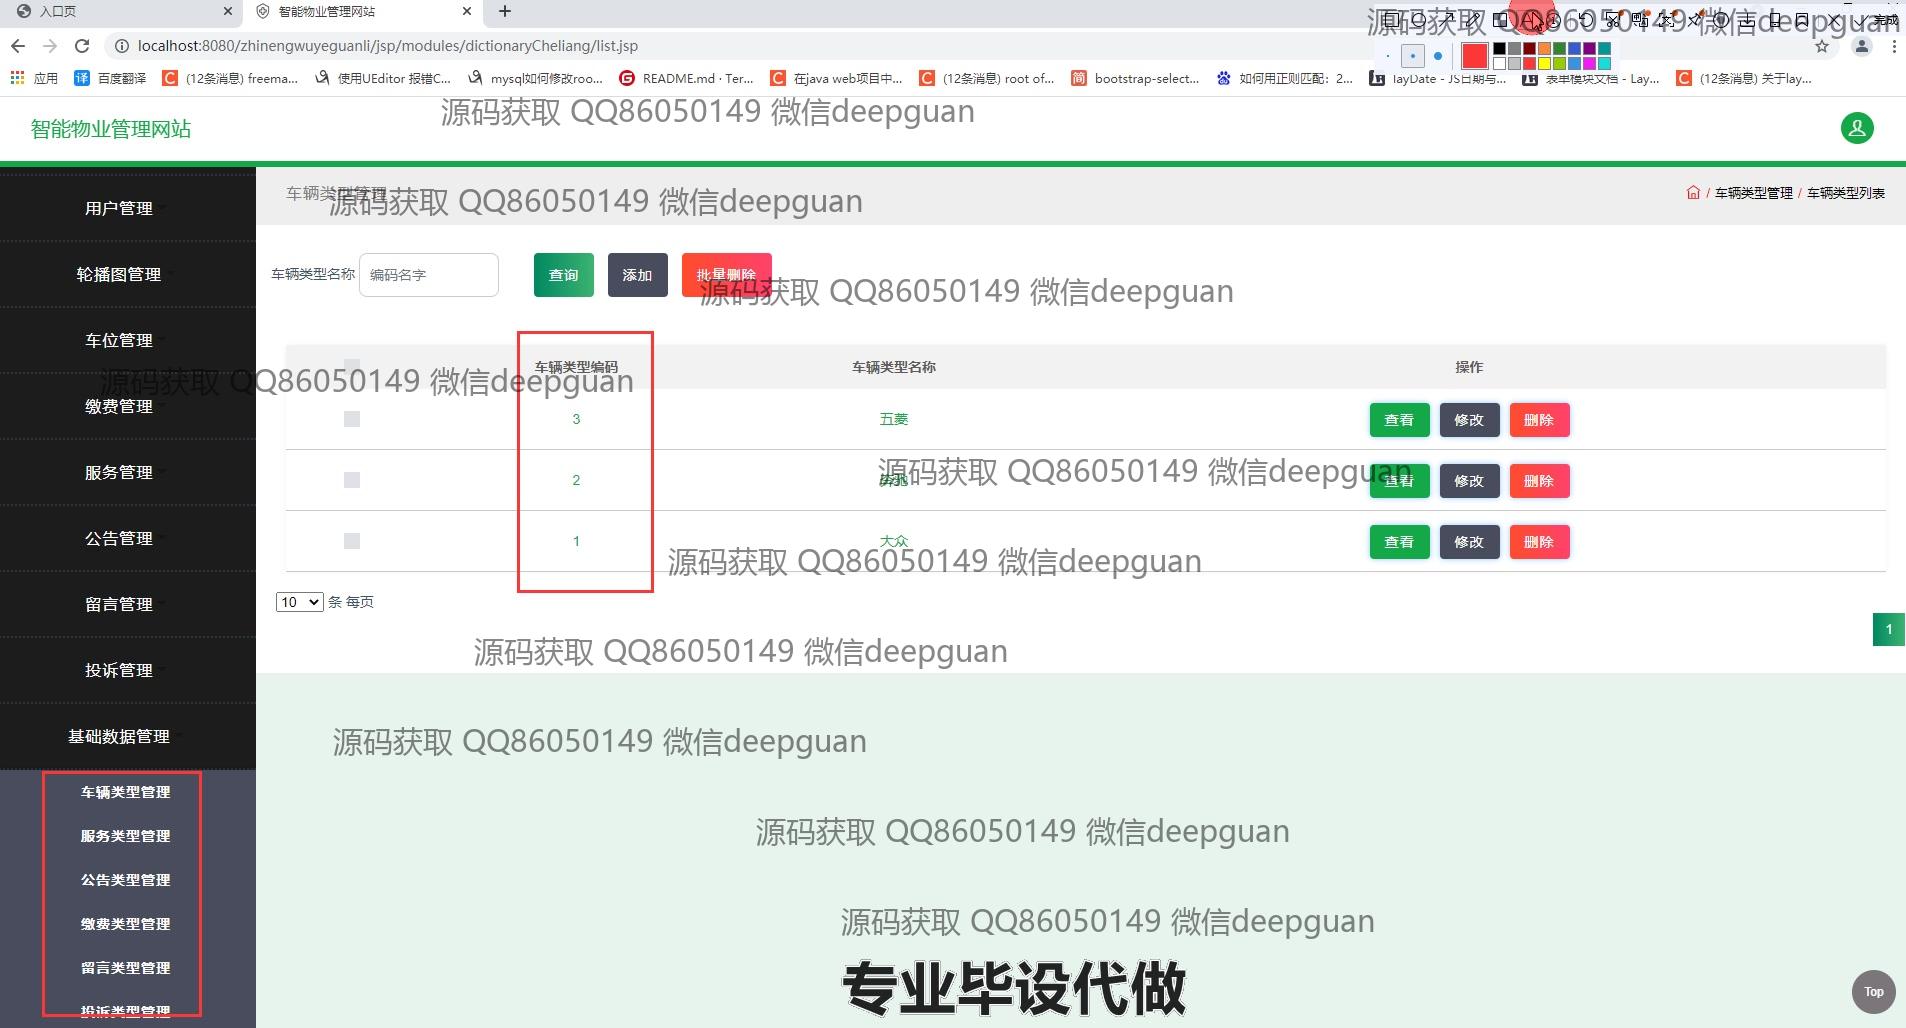 入口页
智能物业管理网站
完成
localhost:8080/zhinengwuyeguanli/jsp/modules/dictionaryCheliang/list.jsp
应用
百度翻译
(12条消息) freema...
使用UEditor 报错C...
mysql如何修改roo...
README.md · Ter...
在java web项目中...
(12条消息) root of...
bootstrap-select...
如何用正则匹配：2...
layDate - JS日期与...
表单模块文档 - Lay...
(12条消息) 关于lay...
源码获取 QQ86050149 微信deepguan
源码获取 QQ86050149 微信deepguan
智能物业管理网站
车辆类型管理
源码获取 QQ86050149 微信deepguan
/ 车辆类型管理 / 车辆类型列表
用户管理
轮播图管理
车位管理
缴费管理
服务管理
公告管理
留言管理
投诉管理
基础数据管理
车辆类型管理
服务类型管理
公告类型管理
缴费类型管理
留言类型管理
投诉类型管理
车辆类型名称
编码名字
查询
添加
批量删除
源码获取 QQ86050149 微信deepguan
车辆类型编码
车辆类型名称
操作
源码获取 QQ86050149 微信deepguan
3
五菱
查看
修改
删除
源码获取 QQ86050149 微信deepguan
2
奔驰
查看
修改
删除
1
大众
查看
修改
删除
源码获取 QQ86050149 微信deepguan
10
条 每页
1
源码获取 QQ86050149 微信deepguan
源码获取 QQ86050149 微信deepguan
源码获取 QQ86050149 微信deepguan
源码获取 QQ86050149 微信deepguan
专业毕设代做
Top